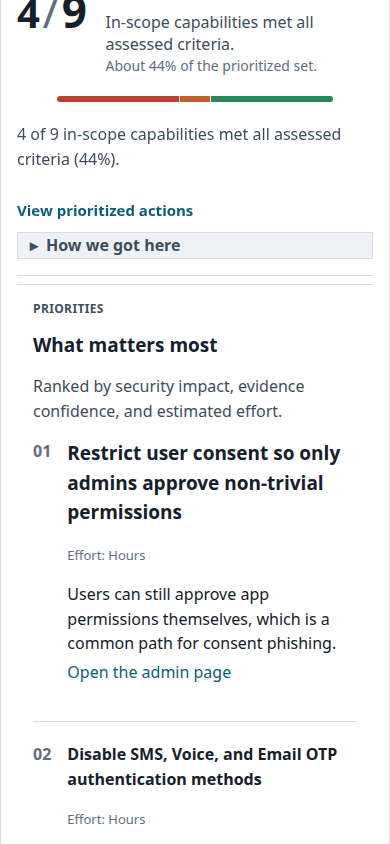 4/9
In-scope capabilities met all
assessed criteria.
About 44% of the prioritized set.
4 of 9 in-scope capabilities met all assessed
criteria (44%).
View prioritized actions
► How we got here
PRIORITIES
What matters most
Ranked by security impact, evidence
confidence, and estimated effort.
01 Restrict user consent so only
admins approve non-trivial
permissions
Effort: Hours
Users can still approve app
permissions themselves, which is a
common path for consent phishing.
Open the admin page
02 Disable SMS, Voice, and Email OTP
authentication methods
Effort: Hours